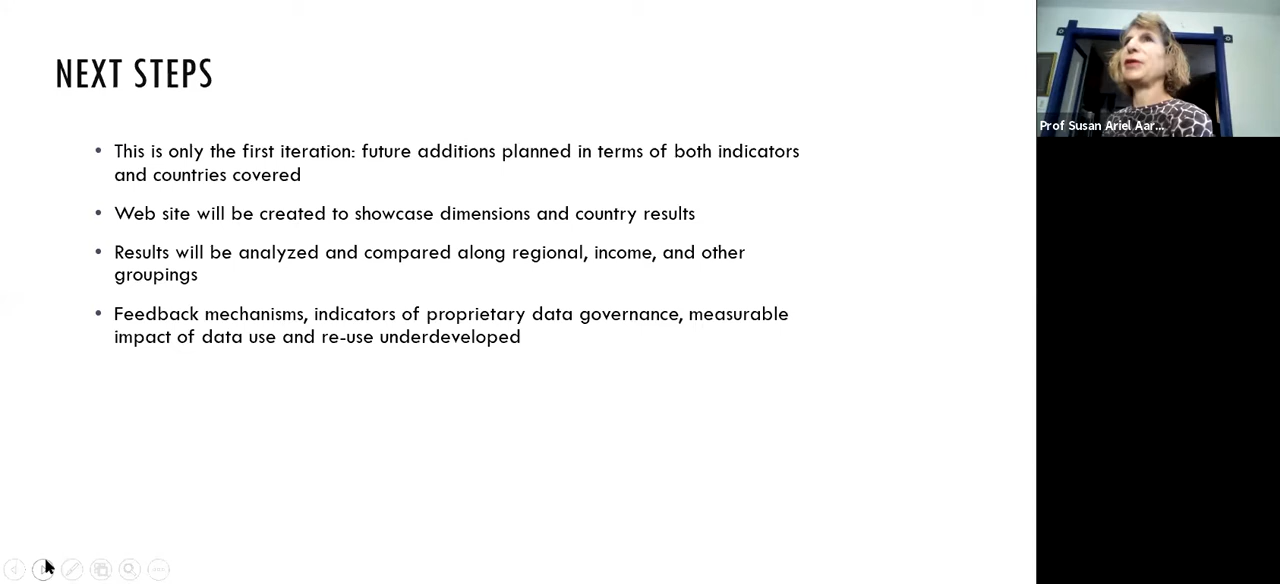 NEXT STEPS
• This is only the first iteration: future additions planned in terms of both indicators
and countries covered
• Web site will be created to showcase dimensions and country results
• Results will be analyzed and compared along regional, income, and other
groupings
• Feedback mechanisms, indicators of proprietary data governance, measurable
impact of data use and re-use underdeveloped
Prof Susan Ariel Aar...